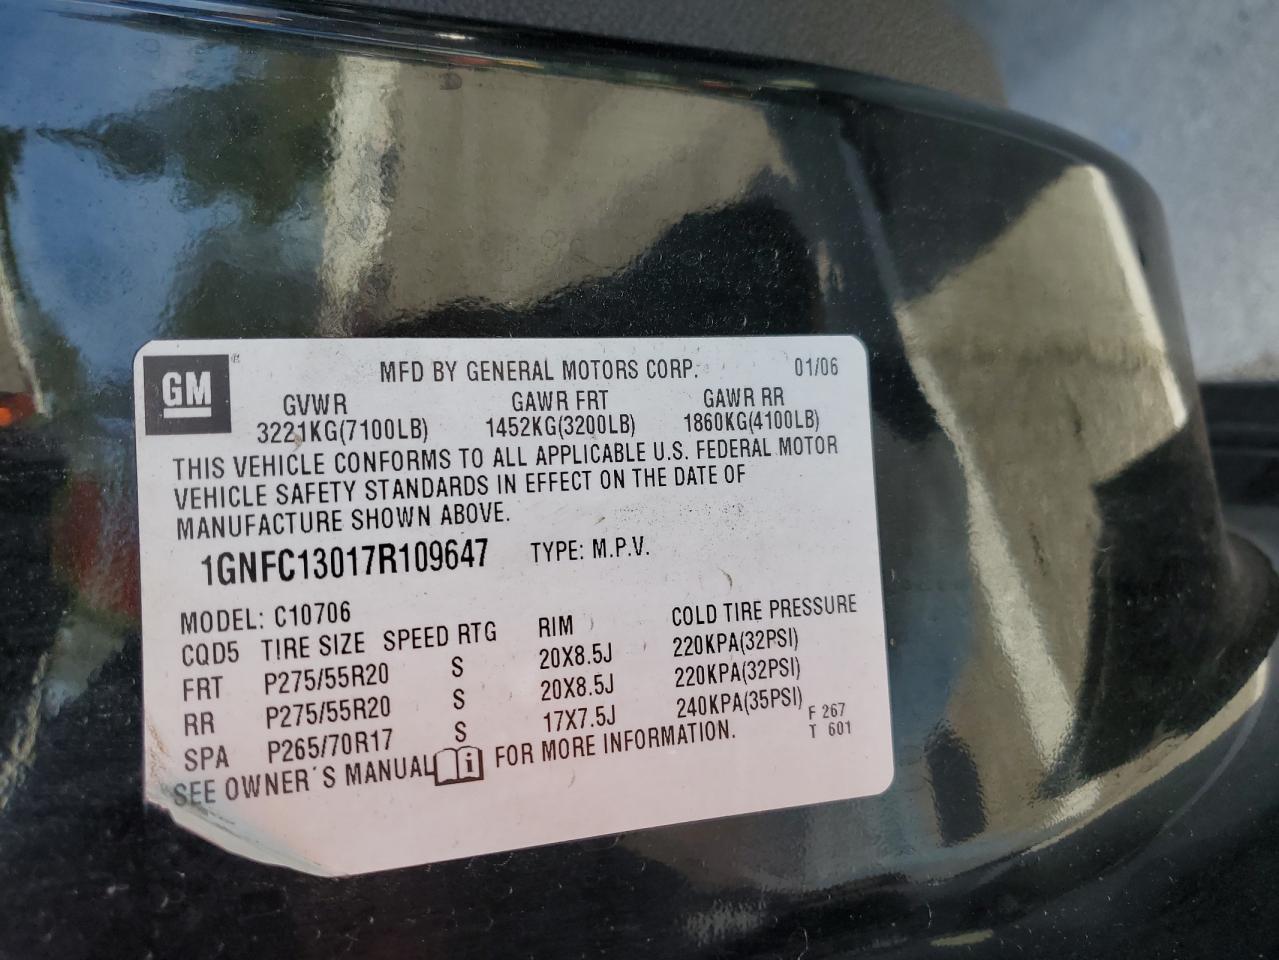 GM ®
MFD BY GENERAL MOTORS CORP. 01/06
GVWR GAWR FRT GAWR RR
3221KG(7100LB) 1452KG(3200LB) 1860KG(4100LB)
THIS VEHICLE CONFORMS TO ALL APPLICABLE U.S. FEDERAL MOTOR
VEHICLE SAFETY STANDARDS IN EFFECT ON THE DATE OF
MANUFACTURE SHOWN ABOVE.
1GNFC13017R109647 TYPE: M.P.V.
MODEL: C10706
CQD5 TIRE SIZE SPEED RTG RIM COLD TIRE PRESSURE
FRT P275/55R20 S 20X8.5J 220KPA(32PSI)
RR P275/55R20 S 20X8.5J 220KPA(32PSI)
SPA P265/70R17 S 17X7.5J 240KPA(35PSI)
SEE OWNER'S MANUAL i FOR MORE INFORMATION.
F 267
T 601